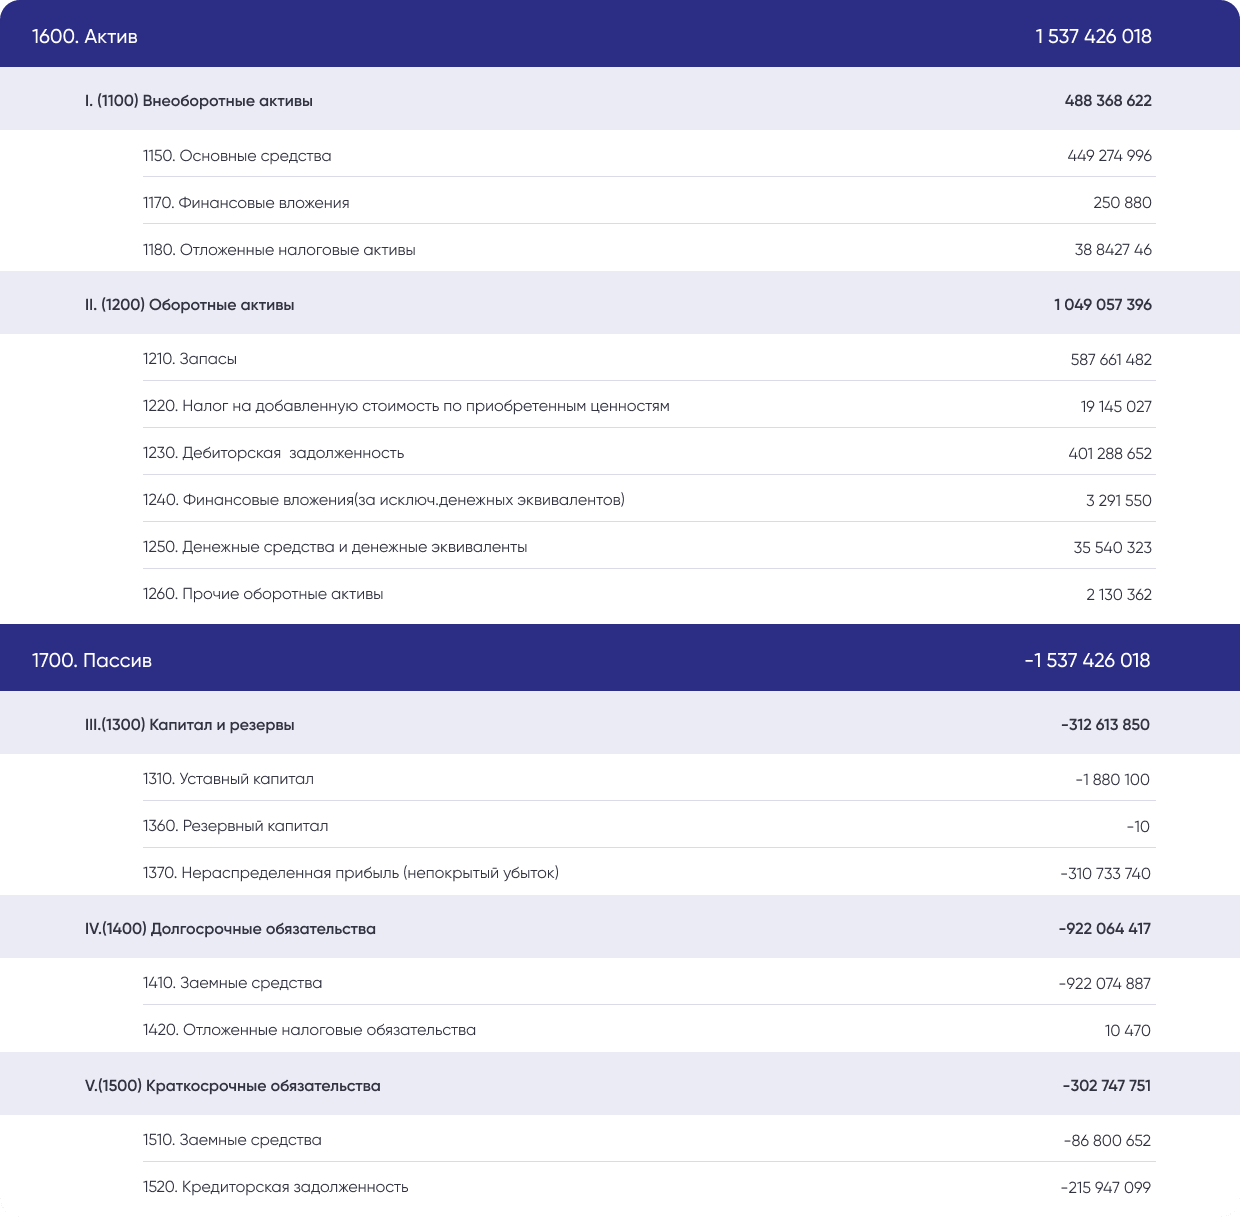 1600. Актив 1 537 426 018
I. (1100) Внеоборотные активы 488 368 622
1150. Основные средства 449 274 996
1170. Финансовые вложения 250 880
1180. Отложенные налоговые активы 38 8427 46
II. (1200) Оборотные активы 1 049 057 396
1210. Запасы 587 661 482
1220. Налог на добавленную стоимость по приобретенным ценностям 19 145 027
1230. Дебиторская  задолженность 401 288 652
1240. Финансовые вложения(за исключ.денежных эквивалентов) 3 291 550
1250. Денежные средства и денежные эквиваленты 35 540 323
1260. Прочие оборотные активы 2 130 362
1700. Пассив -1 537 426 018
III.(1300) Капитал и резервы -312 613 850
1310. Уставный капитал -1 880 100
1360. Резервный капитал -10
1370. Нераспределенная прибыль (непокрытый убыток) -310 733 740
IV.(1400) Долгосрочные обязательства -922 064 417
1410. Заемные средства -922 074 887
1420. Отложенные налоговые обязательства 10 470
V.(1500) Краткосрочные обязательства -302 747 751
1510. Заемные средства -86 800 652
1520. Кредиторская задолженность -215 947 099